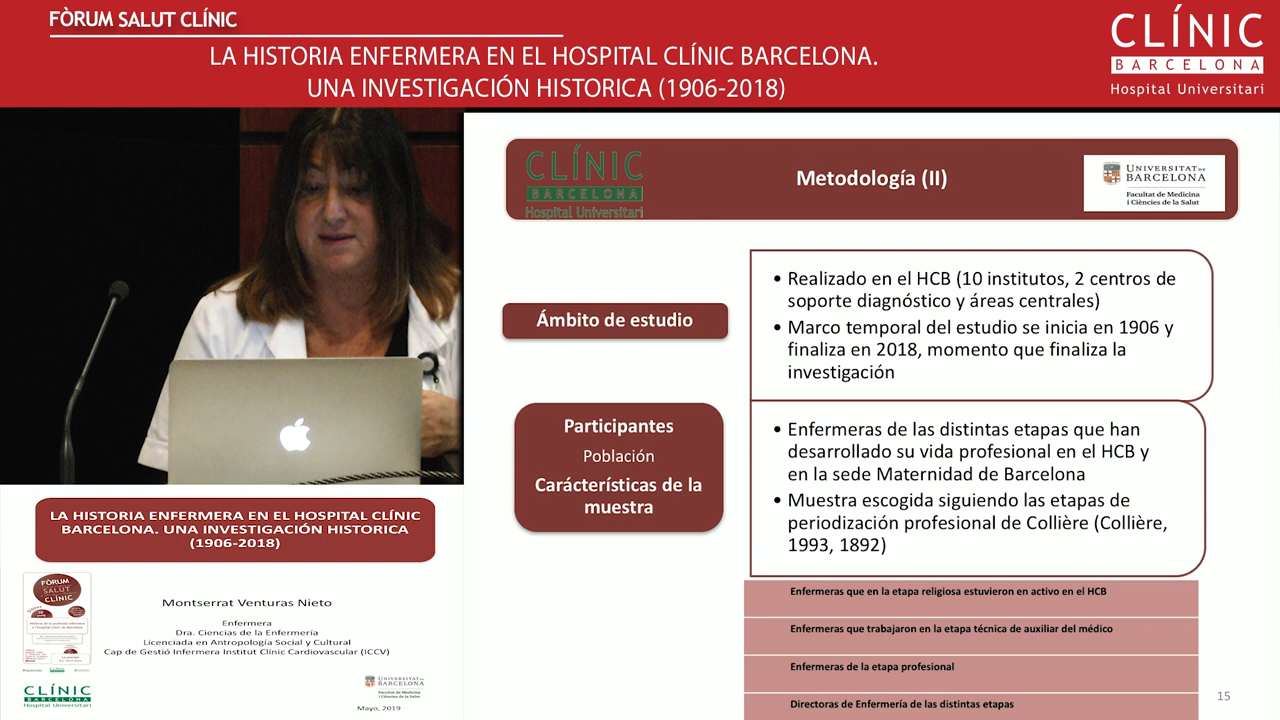 FÒRUM SALUT CLÍNIC
LA HISTORIA ENFERMERA EN EL HOSPITAL CLÍNIC BARCELONA.
UNA INVESTIGACIÓN HISTORICA (1906-2018)
CLÍNIC
BARCELONA
Hospital Universitari
CLÍNIC
BARCELONA
Hospital Universitari
Metodología (II)
UNIVERSITAT DE
BARCELONA
Facultat de Medicina
i Ciències de la Salut
Ámbito de estudio
• Realizado en el HCB (10 institutos, 2 centros de
soporte diagnóstico y áreas centrales)
• Marco temporal del estudio se inicia en 1906 y
finaliza en 2018, momento que finaliza la
investigación
Participantes
Población
Carácterísticas de la
muestra
• Enfermeras de las distintas etapas que han
desarrollado su vida profesional en el HCB y
en la sede Maternidad de Barcelona
• Muestra escogida siguiendo las etapas de
periodización profesional de Collière (Collière,
1993, 1892)
Enfermeras que en la etapa religiosa estuvieron en activo en el HCB
Enfermeras que trabajaron en la etapa técnica de auxiliar del médico
Enfermeras de la etapa profesional
Directoras de Enfermería de las distintas etapas
15
LA HISTORIA ENFERMERA EN EL HOSPITAL CLÍNIC
BARCELONA. UNA INVESTIGACIÓN HISTORICA
(1906-2018)
FÒRUM
SALUT
CLÍNIC
Montserrat Venturas Nieto
Enfermera
Dra. Ciencias de la Enfermería
Licenciada en Antropología Social y Cultural
Cap de Gestió Infermera Institut Clínic Cardiovascular (ICCV)
CLÍNIC
BARCELONA
Hospital Universitari
UNIVERSITAT DE
BARCELONA
Facultat de Medicina
i Ciències de la Salut
Mayo, 2019